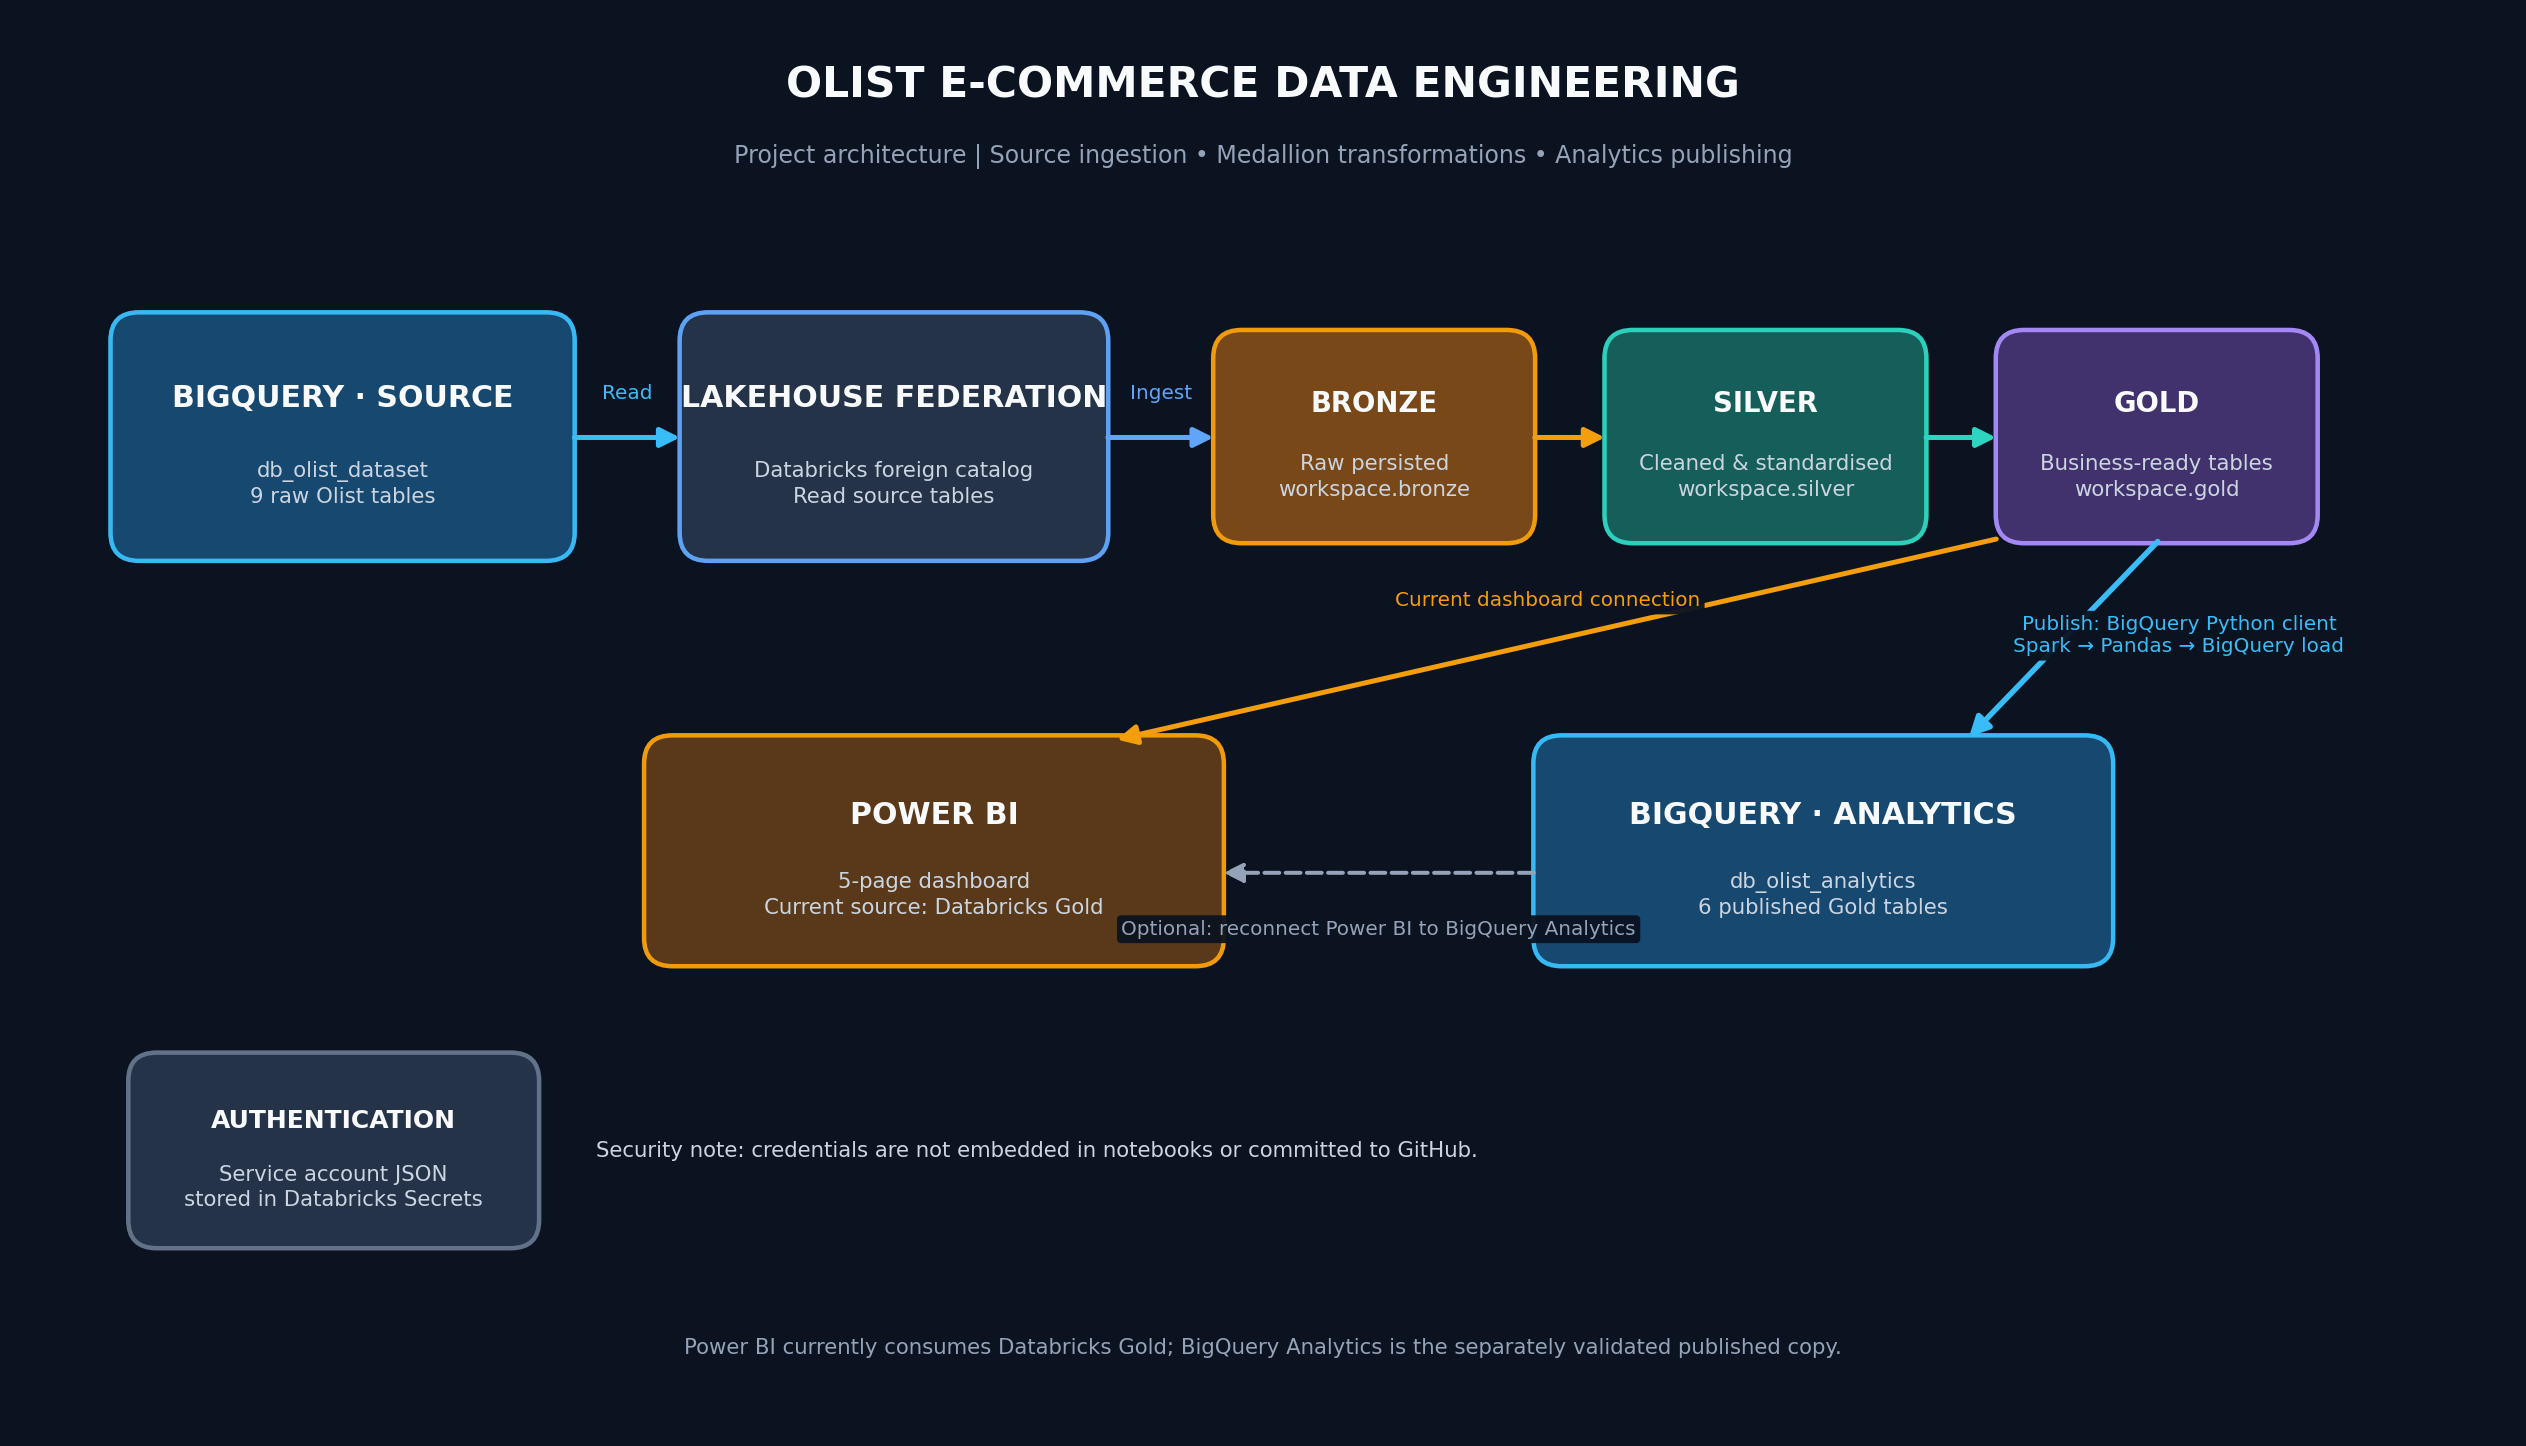 OLIST E-COMMERCE DATA ENGINEERING
Project architecture | Source ingestion • Medallion transformations • Analytics publishing
BIGQUERY · SOURCE
db_olist_dataset
9 raw Olist tables
Read
LAKEHOUSE FEDERATION
Databricks foreign catalog
Read source tables
Ingest
BRONZE
Raw persisted
workspace.bronze
SILVER
Cleaned & standardised
workspace.silver
GOLD
Business-ready tables
workspace.gold
Current dashboard connection
Publish: BigQuery Python client
Spark → Pandas → BigQuery load
POWER BI
5-page dashboard
Current source: Databricks Gold
Optional: reconnect Power BI to BigQuery Analytics
BIGQUERY · ANALYTICS
db_olist_analytics
6 published Gold tables
AUTHENTICATION
Service account JSON
stored in Databricks Secrets
Security note: credentials are not embedded in notebooks or committed to GitHub.
Power BI currently consumes Databricks Gold; BigQuery Analytics is the separately validated published copy.